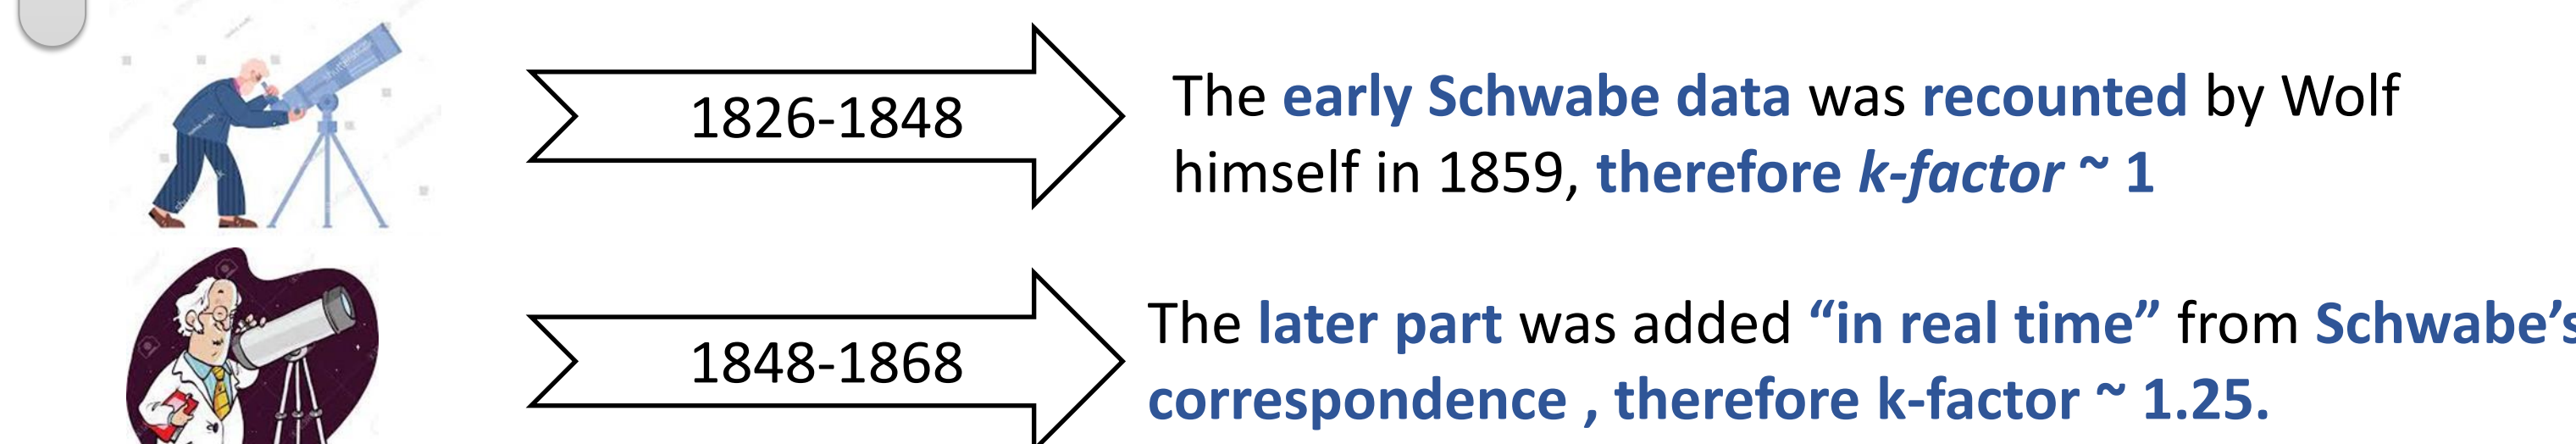 1826-1848
The early Schwabe data was recounted by Wolf
himself in 1859, therefore k-factor ~ 1
1848-1868
The later part was added “in real time” from Schwabe’s
correspondence , therefore k-factor ~ 1.25.